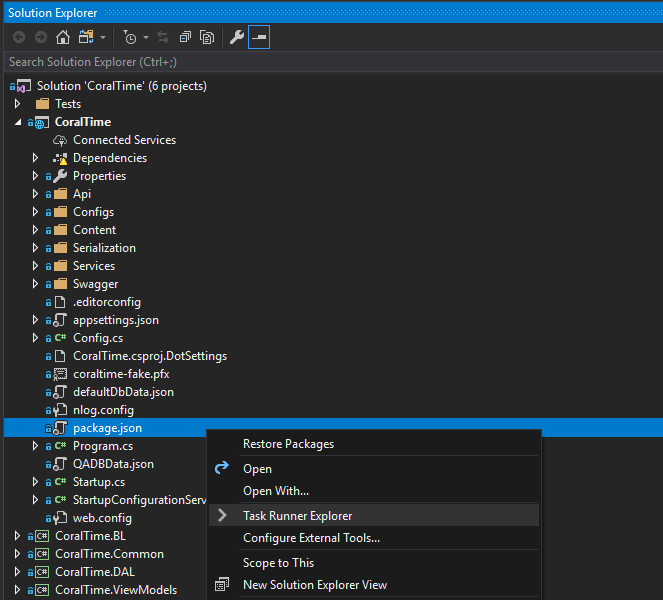 Solution Explorer
Search Solution Explorer (Ctrl+;)
Solution 'CoralTime' (6 projects)
Tests
CoralTime
Connected Services
Dependencies
Properties
Api
Configs
Content
Serialization
Services
Swagger
.editorconfig
appsettings.json
Config.cs
CoralTime.csproj.DotSettings
coraltime-fake.pfx
defaultDbData.json
nlog.config
package.json
Restore Packages
Program.cs
Open
QADBData.json
Open With...
Startup.cs
StartupConfigurationServ
Task Runner Explorer
web.config
Configure External Tools...
CoralTime.BL
CoralTime.Common
Scope to This
CoralTime.DAL
New Solution Explorer View
CoralTime.ViewModels